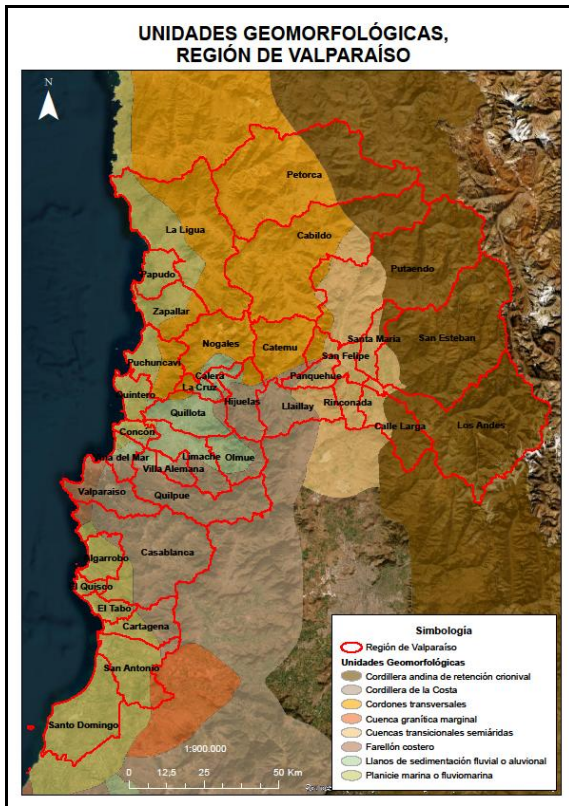 UNIDADES GEOMORFOLÓGICAS,
REGIÓN DE VALPARAÍSO
N
Petorca
La Ligua
Cabildo
Putaendo
Papudo
Zapallar
Nogales
Catemu
Santa María
San Esteban
San Felipe
Puchuncaví
Calera
Panquehue
La Cruz
Quintero
Hijuelas
Llaillay
Rinconada
Quillota
Calle Larga
Los Andes
Concón
del Mar
Limache
Olmue
Villa Alemana
Valparaíso
Quilpue
Casablanca
Algarrobo
Quisco
El Tabo
Cartagena
San Antonio
Santo Domingo
1:900.000
0 12,5 25 50 Km
Simbología
Región de Valparaíso
Unidades Geomorfológicas
Cordillera andina de retención crionival
Cordillera de la Costa
Cordones transversales
Cuenca granítica marginal
Cuencas transicionales semiáridas
Farellón costero
Llanos de sedimentación fluvial o aluvional
Planicie marina o fluviomarina